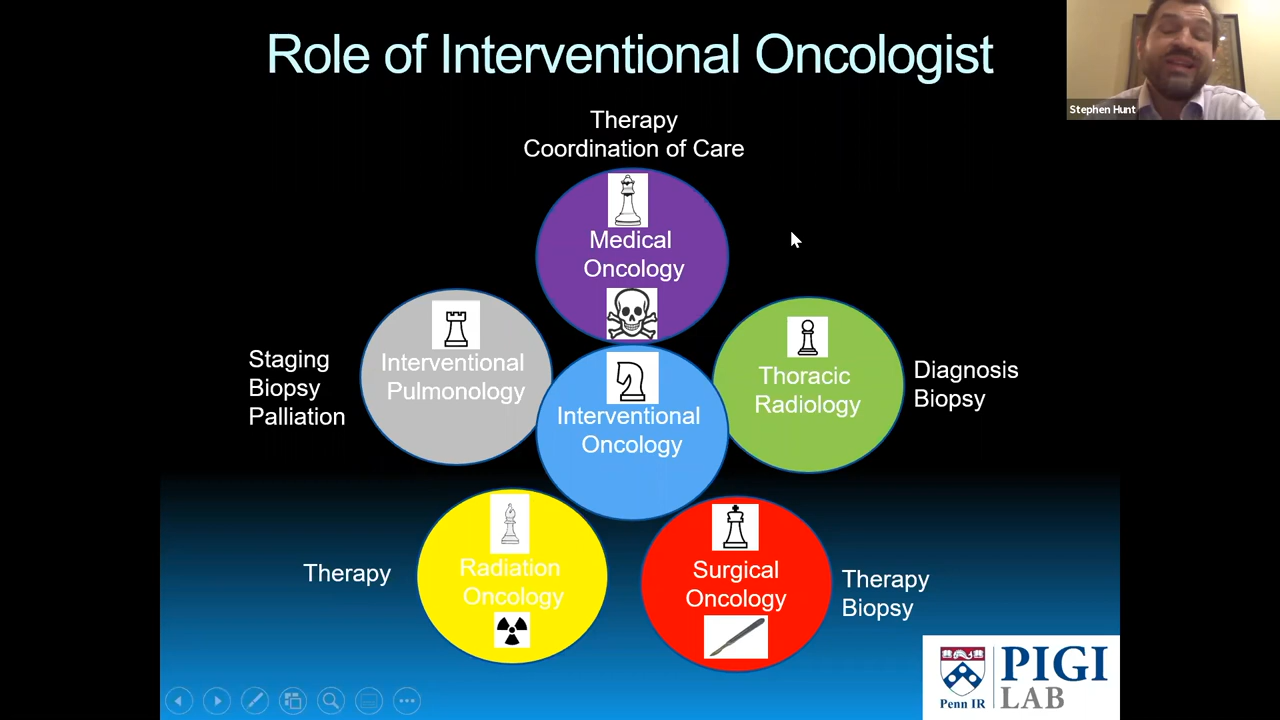 Role of Interventional Oncologist
Stephen Hunt
Therapy
Coordination of Care
Medical
Oncology
Staging
Biopsy
Palliation
Interventional
Pulmonology
Interventional
Oncology
Thoracic
Radiology
Diagnosis
Biopsy
Therapy
Radiation
Oncology
Surgical
Oncology
Therapy
Biopsy
Penn IR
PIGI
LAB